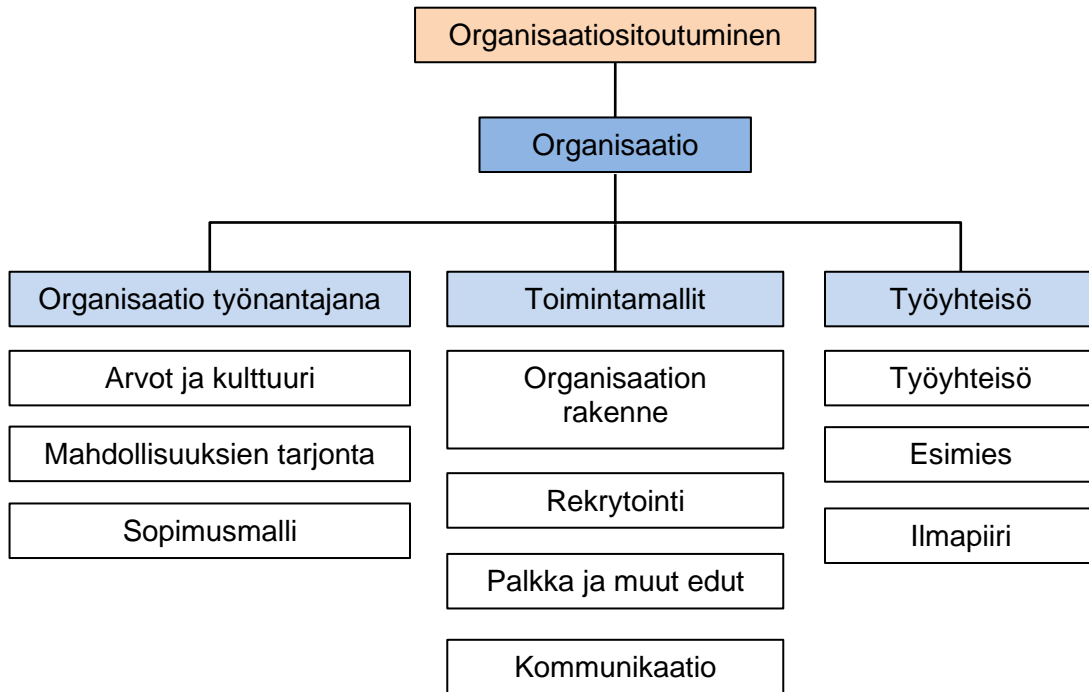 Organisaatiositoutuminen
Organisaatio
Organisaatio työnantajana
Arvot ja kulttuuri
Mahdollisuuksien tarjonta
Sopimusmalli
Toimintamallit
Organisaation
rakenne
Rekrytointi
Palkka ja muut edut
Kommunikaatio
Työyhteisö
Työyhteisö
Esimies
Ilmapiiri